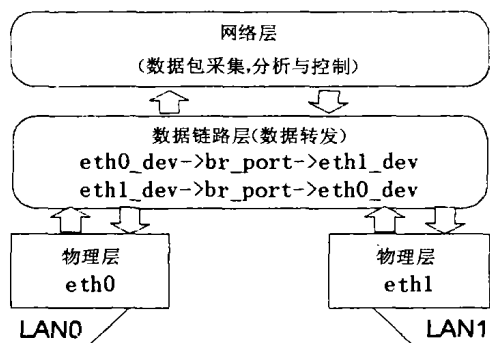 网络层
(数据包采集,分析与控制)
数据链路层(数据转发)
eth0_dev->br_port->eth1_dev
eth1_dev->br_port->eth0_dev
物理层
eth0
物理层
eth1
LAN0
LAN1